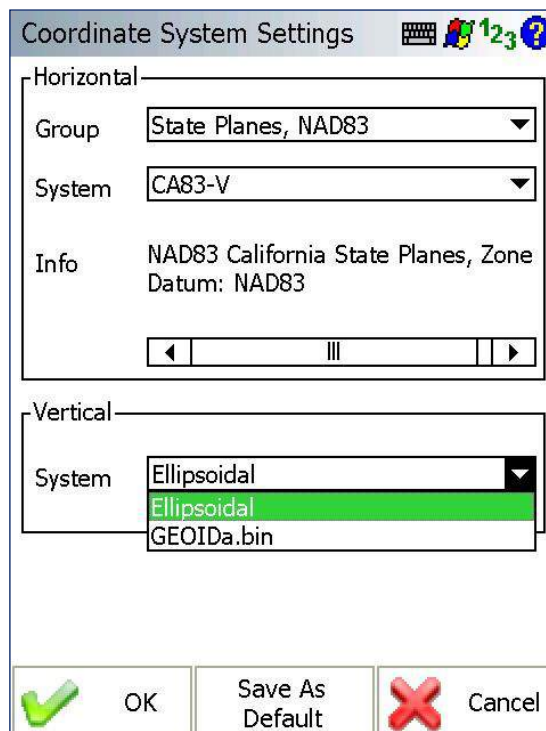 Coordinate System Settings 123 ?
Horizontal
Group State Planes, NAD83
System CA83-V
Info NAD83 California State Planes, Zone
Datum: NAD83
Vertical
System Ellipsoidal
Ellipsoidal
GEOIDa.bin
OK Save As Default Cancel